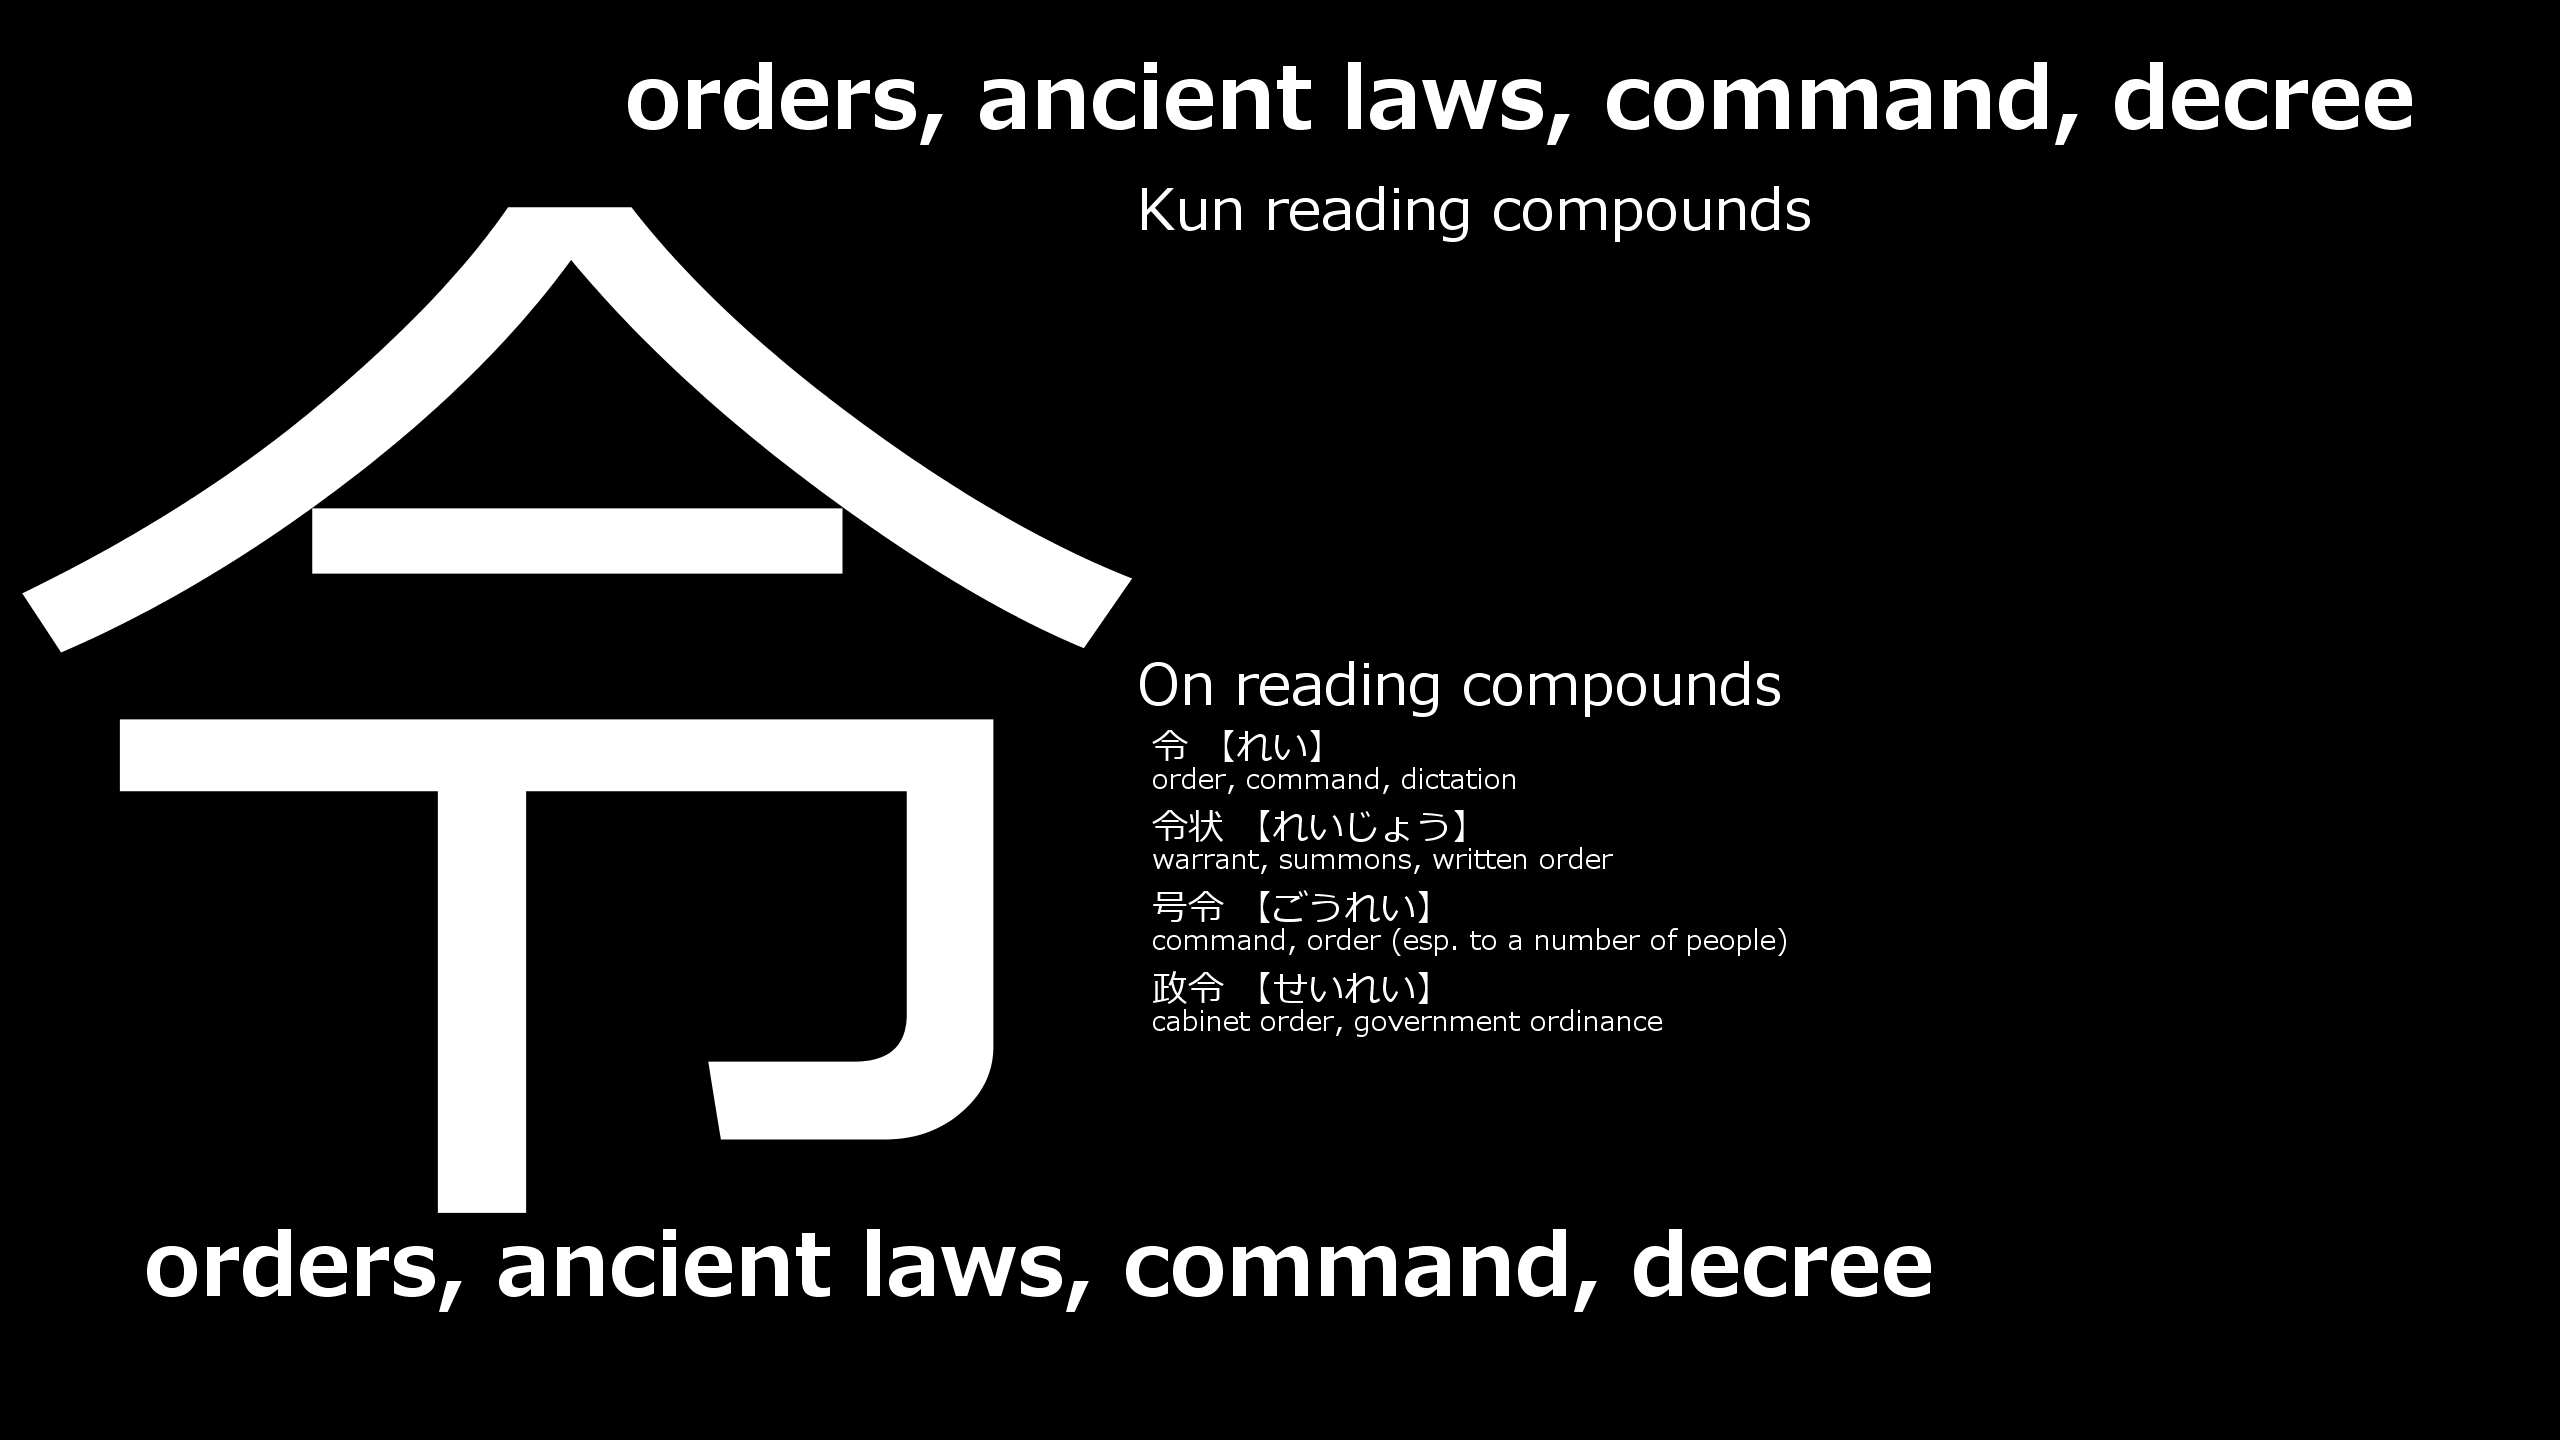 orders, ancient laws, command, decree
令
Kun reading compounds
On reading compounds
令 【れい】
order, command, dictation
令状 【れいじょう】
warrant, summons, written order
号令 【ごうれい】
command, order (esp. to a number of people)
政令 【せいれい】
cabinet order, government ordinance
orders, ancient laws, command, decree